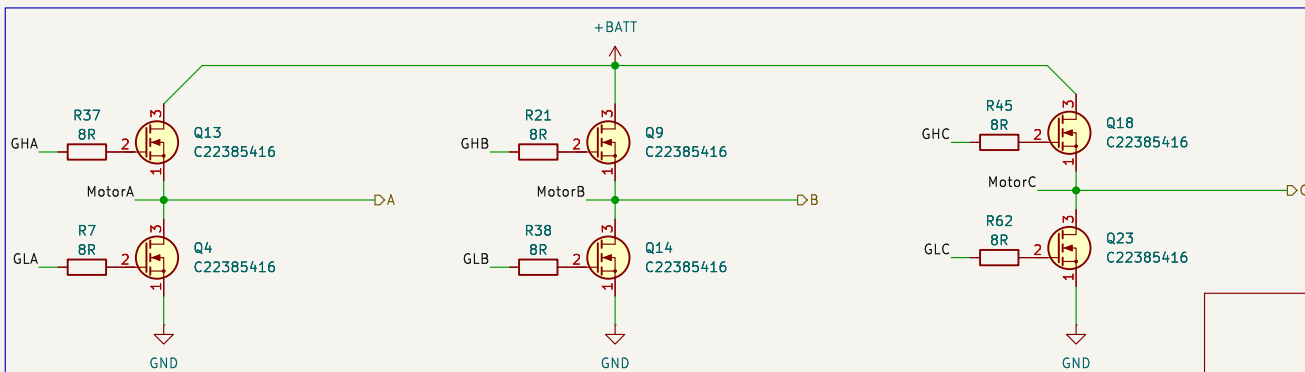 +BATT
R37
8R
GHA
2
3
1
Q13
C22385416
MotorA
A
R7
8R
GLA
2
3
1
Q4
C22385416
GND
R21
8R
GHB
2
3
1
Q9
C22385416
MotorB
B
R38
8R
GLB
2
3
1
Q14
C22385416
GND
R45
8R
GHC
2
3
1
Q18
C22385416
MotorC
R62
8R
GLC
2
3
1
Q23
C22385416
GND